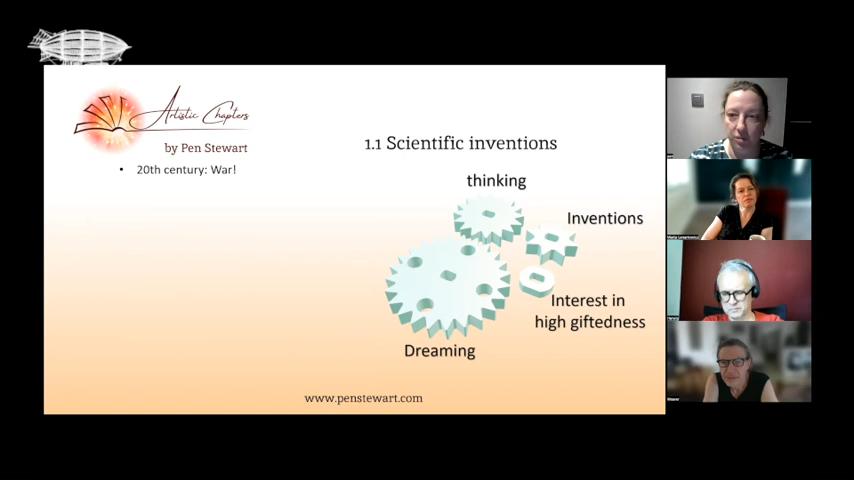 Artistic Chapters
by Pen Stewart
• 20th century: War!
1.1 Scientific inventions
thinking
Inventions
Interest in
high giftedness
Dreaming
www.penstewart.com